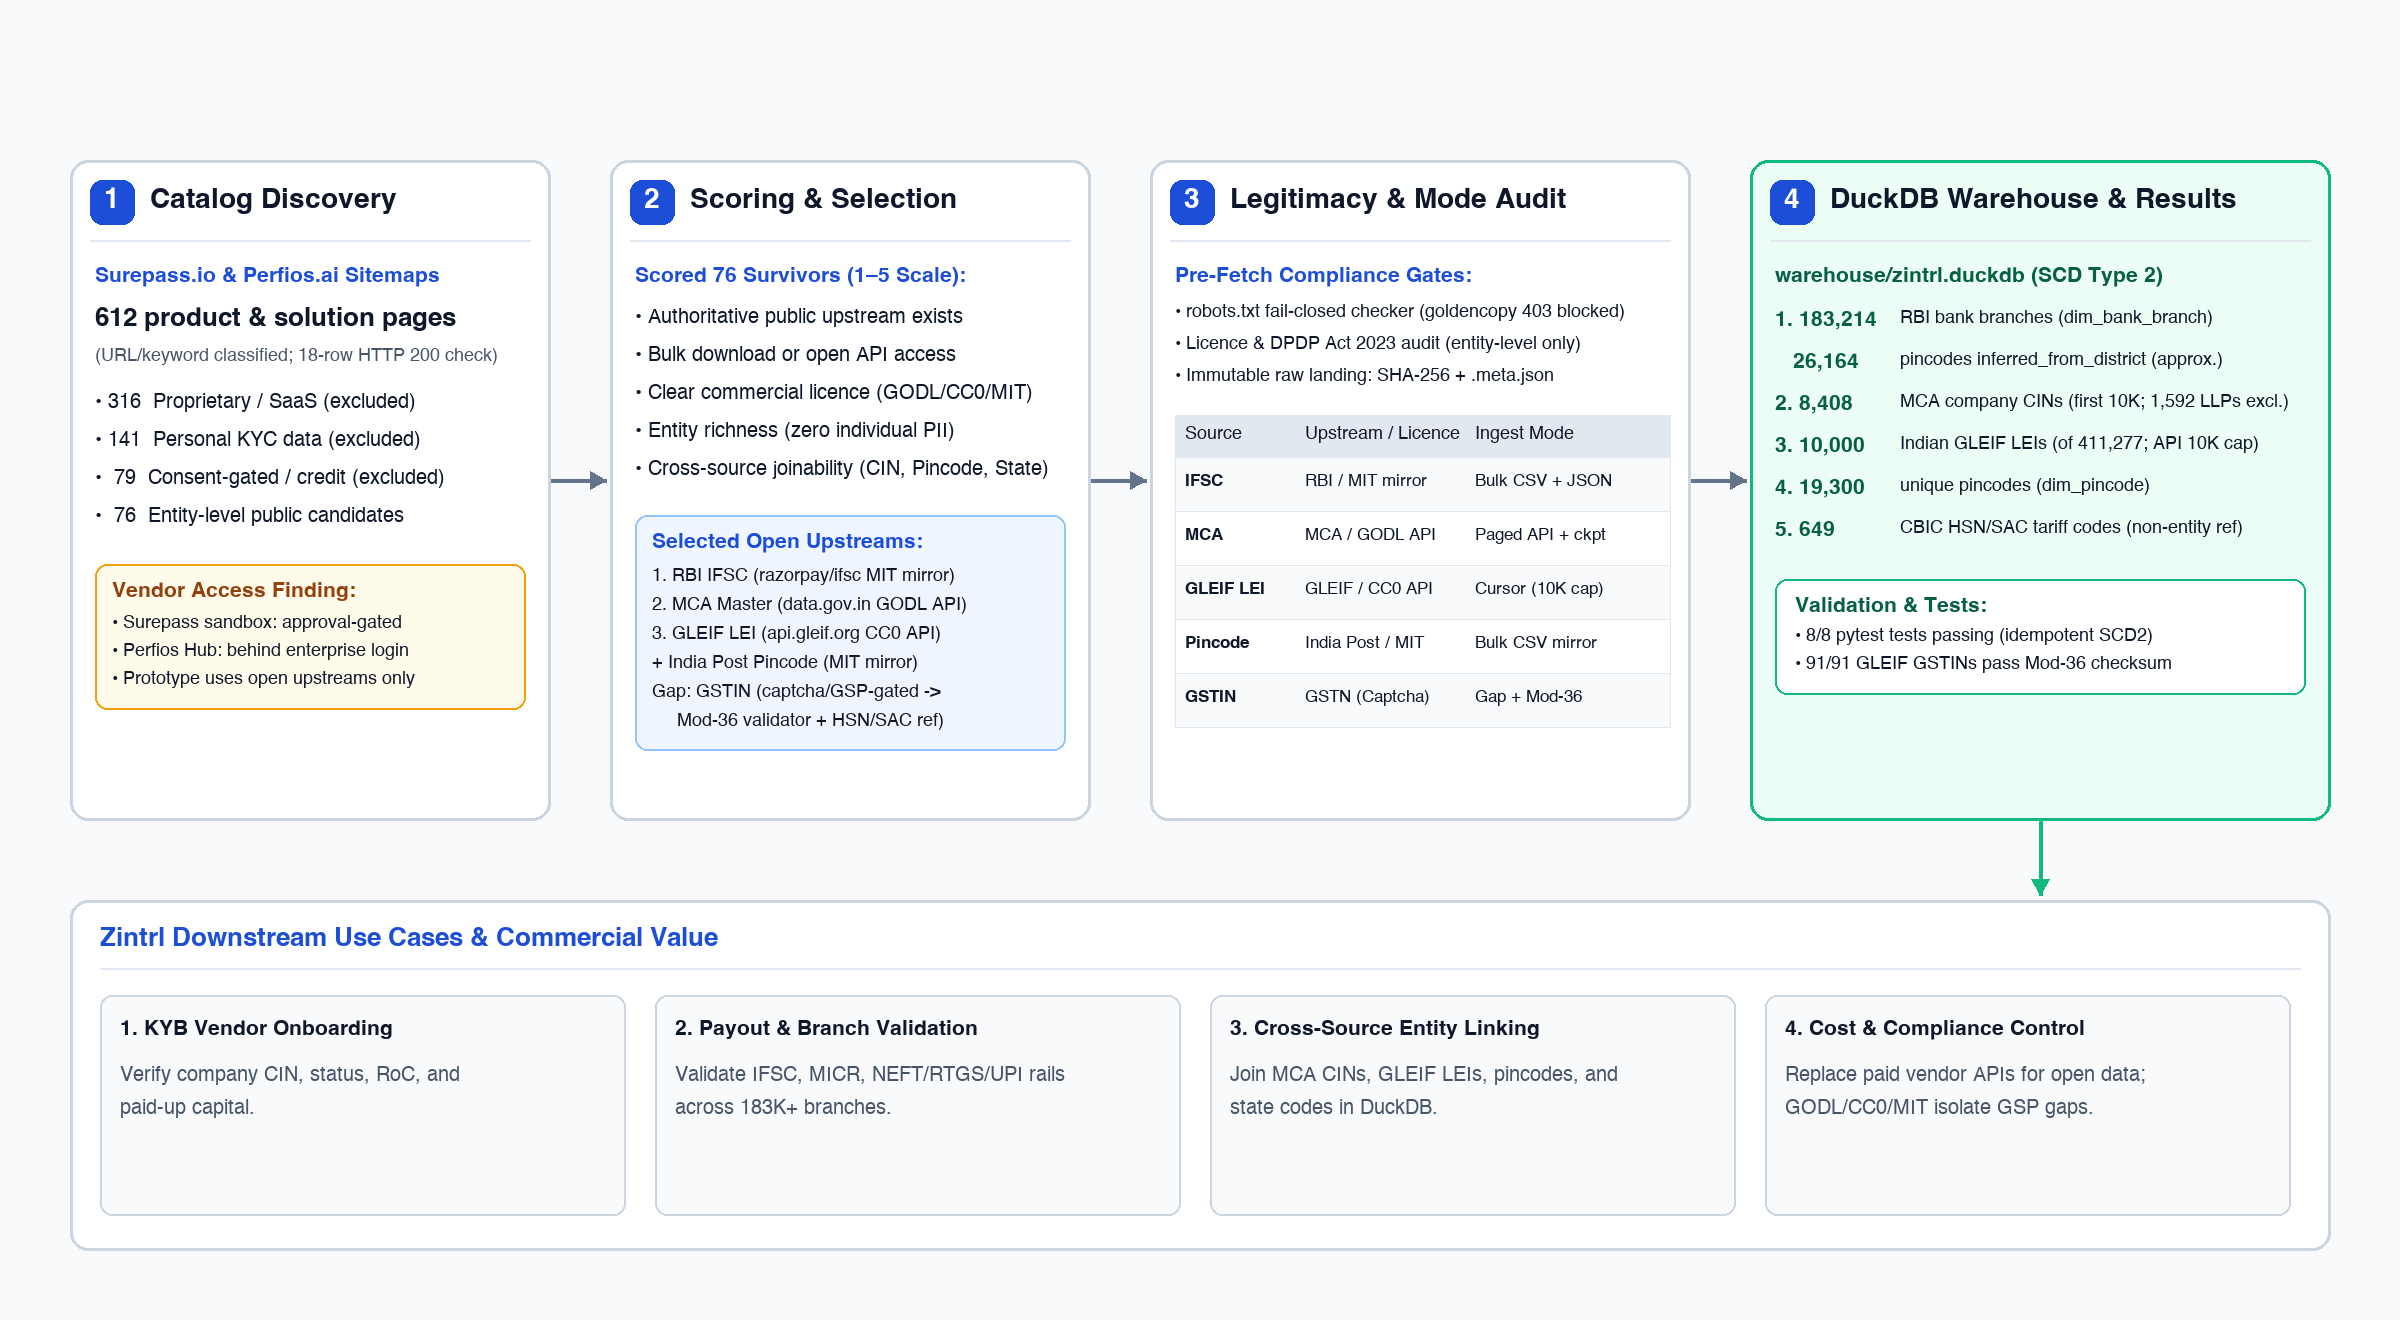 1 Catalog Discovery
Surepass.io & Perfios.ai Sitemaps
612 product & solution pages
(URL/keyword classified; 18-row HTTP 200 check)
• 316 Proprietary / SaaS (excluded)
• 141 Personal KYC data (excluded)
• 79 Consent-gated / credit (excluded)
• 76 Entity-level public candidates
Vendor Access Finding:
• Surepass sandbox: approval-gated
• Perfios Hub: behind enterprise login
• Prototype uses open upstreams only
2 Scoring & Selection
Scored 76 Survivors (1–5 Scale):
• Authoritative public upstream exists
• Bulk download or open API access
• Clear commercial licence (GODL/CC0/MIT)
• Entity richness (zero individual PII)
• Cross-source joinability (CIN, Pincode, State)
Selected Open Upstreams:
1. RBI IFSC (razorpay/ifsc MIT mirror)
2. MCA Master (data.gov.in GODL API)
3. GLEIF LEI (api.gleif.org CC0 API)
+ India Post Pincode (MIT mirror)
Gap: GSTIN (captcha/GSP-gated ->
Mod-36 validator + HSN/SAC ref)
3 Legitimacy & Mode Audit
Pre-Fetch Compliance Gates:
• robots.txt fail-closed checker (goldencopy 403 blocked)
• Licence & DPDP Act 2023 audit (entity-level only)
• Immutable raw landing: SHA-256 + .meta.json
Source Upstream / Licence Ingest Mode
IFSC RBI / MIT mirror Bulk CSV + JSON
MCA MCA / GODL API Paged API + ckpt
GLEIF LEI GLEIF / CC0 API Cursor (10K cap)
Pincode India Post / MIT Bulk CSV mirror
GSTIN GSTN (Captcha) Gap + Mod-36
4 DuckDB Warehouse & Results
warehouse/zintrl.duckdb (SCD Type 2)
1. 183,214 RBI bank branches (dim_bank_branch)
26,164 pincodes inferred_from_district (approx.)
2. 8,408 MCA company CINs (first 10K; 1,592 LLPs excl.)
3. 10,000 Indian GLEIF LEIs (of 411,277; API 10K cap)
4. 19,300 unique pincodes (dim_pincode)
5. 649 CBIC HSN/SAC tariff codes (non-entity ref)
Validation & Tests:
• 8/8 pytest tests passing (idempotent SCD2)
• 91/91 GLEIF GSTINs pass Mod-36 checksum
Zintrl Downstream Use Cases & Commercial Value
1. KYB Vendor Onboarding
Verify company CIN, status, RoC, and
paid-up capital.
2. Payout & Branch Validation
Validate IFSC, MICR, NEFT/RTGS/UPI rails
across 183K+ branches.
3. Cross-Source Entity Linking
Join MCA CINs, GLEIF LEIs, pincodes, and
state codes in DuckDB.
4. Cost & Compliance Control
Replace paid vendor APIs for open data;
GODL/CC0/MIT isolate GSP gaps.